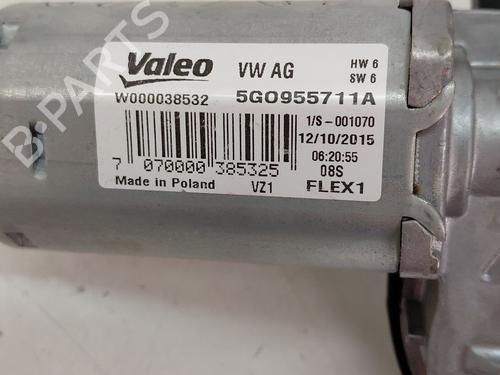 Valeo VW AG HW 6
SW 6
W000038532 5G0955711A
1/S-001070
12/10/2015
06:20:55
7 070000 385325 08S
Made in Poland VZ1 FLEX1
B-PARTS